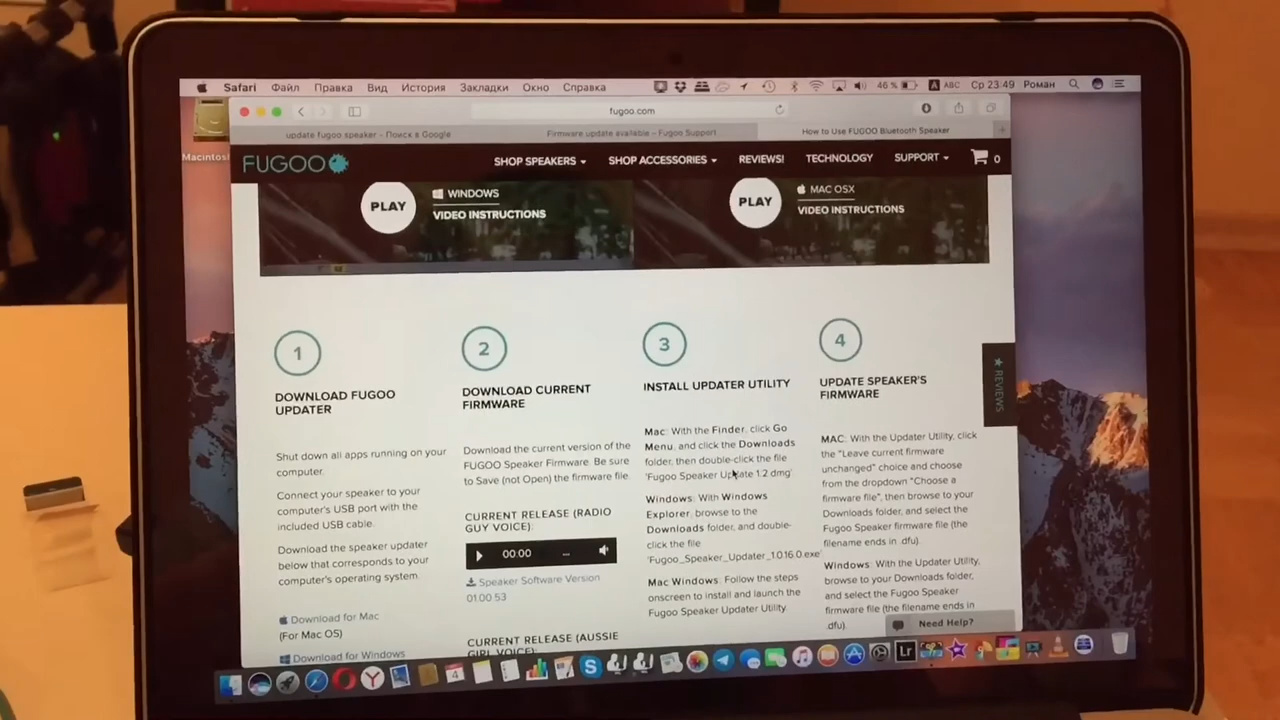 Safari Файл Правка Вид История Закладки Окно Справка 46 % A ABC Ср 23:49 Роман
fugoo.com
update fugoo speaker – Поиск в Google Firmware update available – Fugoo Support How to Use FUGOO Bluetooth Speaker
Macintosh
FUGOO SHOP SPEAKERS SHOP ACCESSORIES REVIEWS! TECHNOLOGY SUPPORT 0
PLAY
WINDOWS
VIDEO INSTRUCTIONS
PLAY
MAC OSX
VIDEO INSTRUCTIONS
1
DOWNLOAD FUGOO
UPDATER
Shut down all apps running on your
computer.
Connect your speaker to your
computer's USB port with the
included USB cable.
Download the speaker updater
below that corresponds to your
computer's operating system.
Download for Mac
(For Mac OS)
Download for Windows
2
DOWNLOAD CURRENT
FIRMWARE
Download the current version of the
FUGOO Speaker Firmware. Be sure
to Save (not Open) the firmware file.
CURRENT RELEASE (RADIO
GUY VOICE):
00:00
Speaker Software Version
01.00.53
CURRENT RELEASE (AUSSIE
GIRL VOICE):
3
INSTALL UPDATER UTILITY
Mac: With the Finder, click Go
Menu, and click the Downloads
folder, then double-click the file
'Fugoo Speaker Update 1.2.dmg'
Windows: With Windows
Explorer, browse to the
Downloads folder, and double-
click the file
'Fugoo_Speaker_Updater_1.0.16.0.exe'
Mac Windows: Follow the steps
onscreen to install and launch the
Fugoo Speaker Updater Utility.
4
UPDATE SPEAKER'S
FIRMWARE
MAC: With the Updater Utility, click
the "Leave current firmware
unchanged" choice and choose
from the dropdown "Choose a
firmware file", then browse to your
Downloads folder, and select the
Fugoo Speaker firmware file (the
filename ends in .dfu).
Windows: With the Updater Utility,
browse to your Downloads folder,
and select the Fugoo Speaker
firmware file (the filename ends in
.dfu).
★ REVIEWS
Need Help?
4
Lr